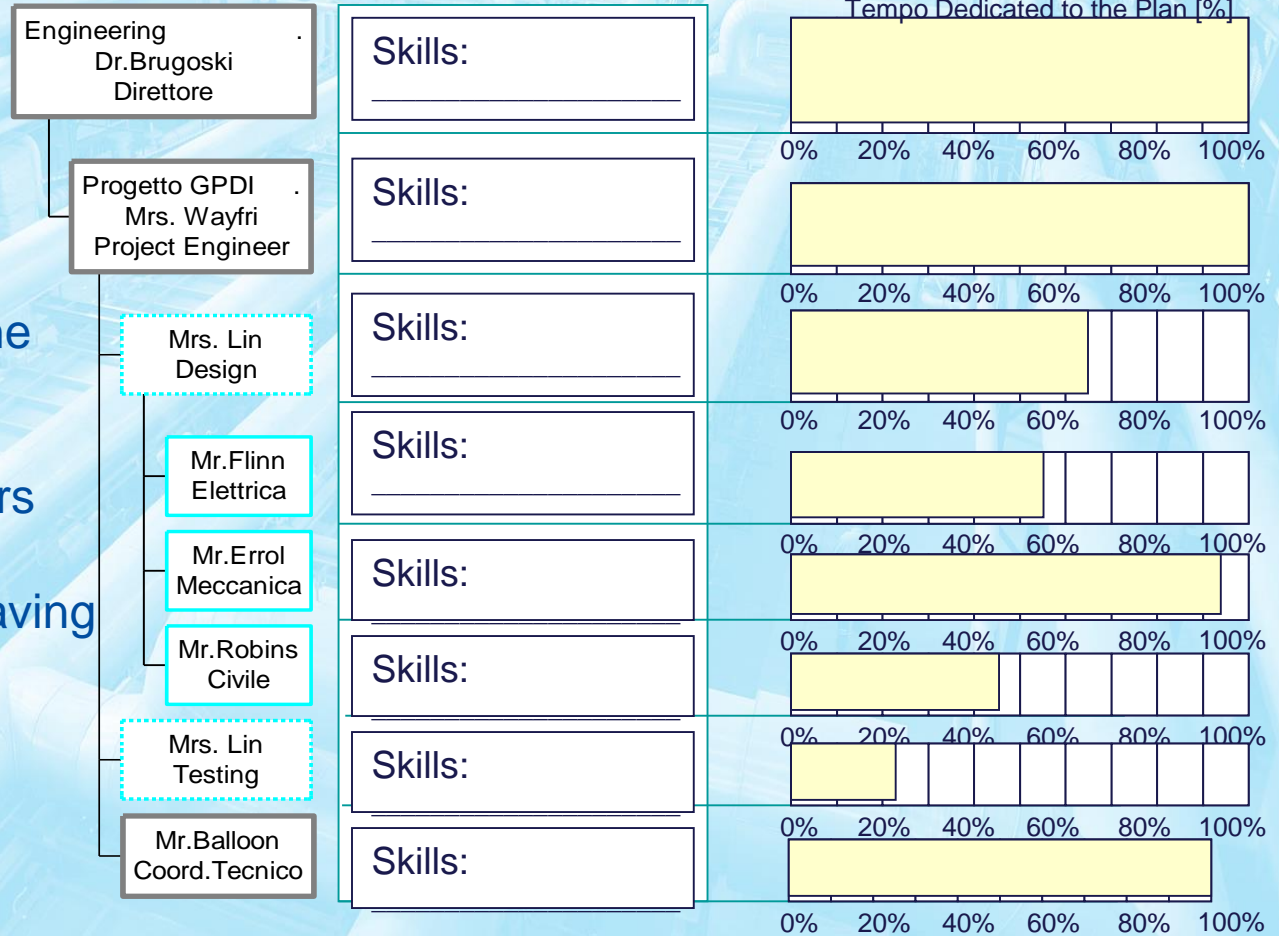 Tempo Dedicated to the Plan [%]
Engineering .
Dr.Brugoski
Direttore
Skills:
0% 20% 40% 60% 80% 100%
Progetto GPDI .
Mrs. Wayfri
Project Engineer
Skills:
0% 20% 40% 60% 80% 100%
Mrs. Lin
Design
Skills:
0% 20% 40% 60% 80% 100%
Mr.Flinn
Elettrica
Skills:
0% 20% 40% 60% 80% 100%
rs
Mr.Errol
Meccanica
Skills:
0% 20% 40% 60% 80% 100%
aving
Mr.Robins
Civile
Skills:
0% 20% 40% 60% 80% 100%
Mrs. Lin
Testing
Skills:
0% 20% 40% 60% 80% 100%
Mr.Balloon
Coord.Tecnico
Skills:
0% 20% 40% 60% 80% 100%